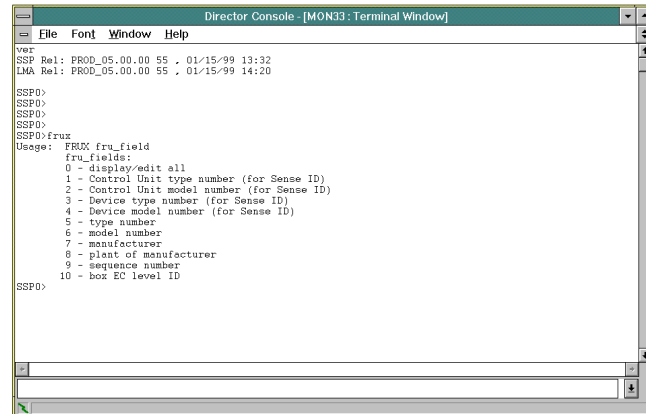 Director Console - [MON33 : Terminal Window]
File Font Window Help
ver
SSP Rel: PROD_05.00.00 55 , 01/15/99 13:32
LMA Rel: PROD_05.00.00 55 , 01/15/99 14:20
SSP0>
SSP0>
SSP0>
SSP0>
SSP0>frux
Usage: FRUX fru_field
fru_fields:
0 - display/edit all
1 - Control Unit type number (for Sense ID)
2 - Control Unit model number (for Sense ID)
3 - Device type number (for Sense ID)
4 - Device model number (for Sense ID)
5 - type number
6 - model number
7 - manufacturer
8 - plant of manufacturer
9 - sequence number
10 - box EC level ID
SSP0>